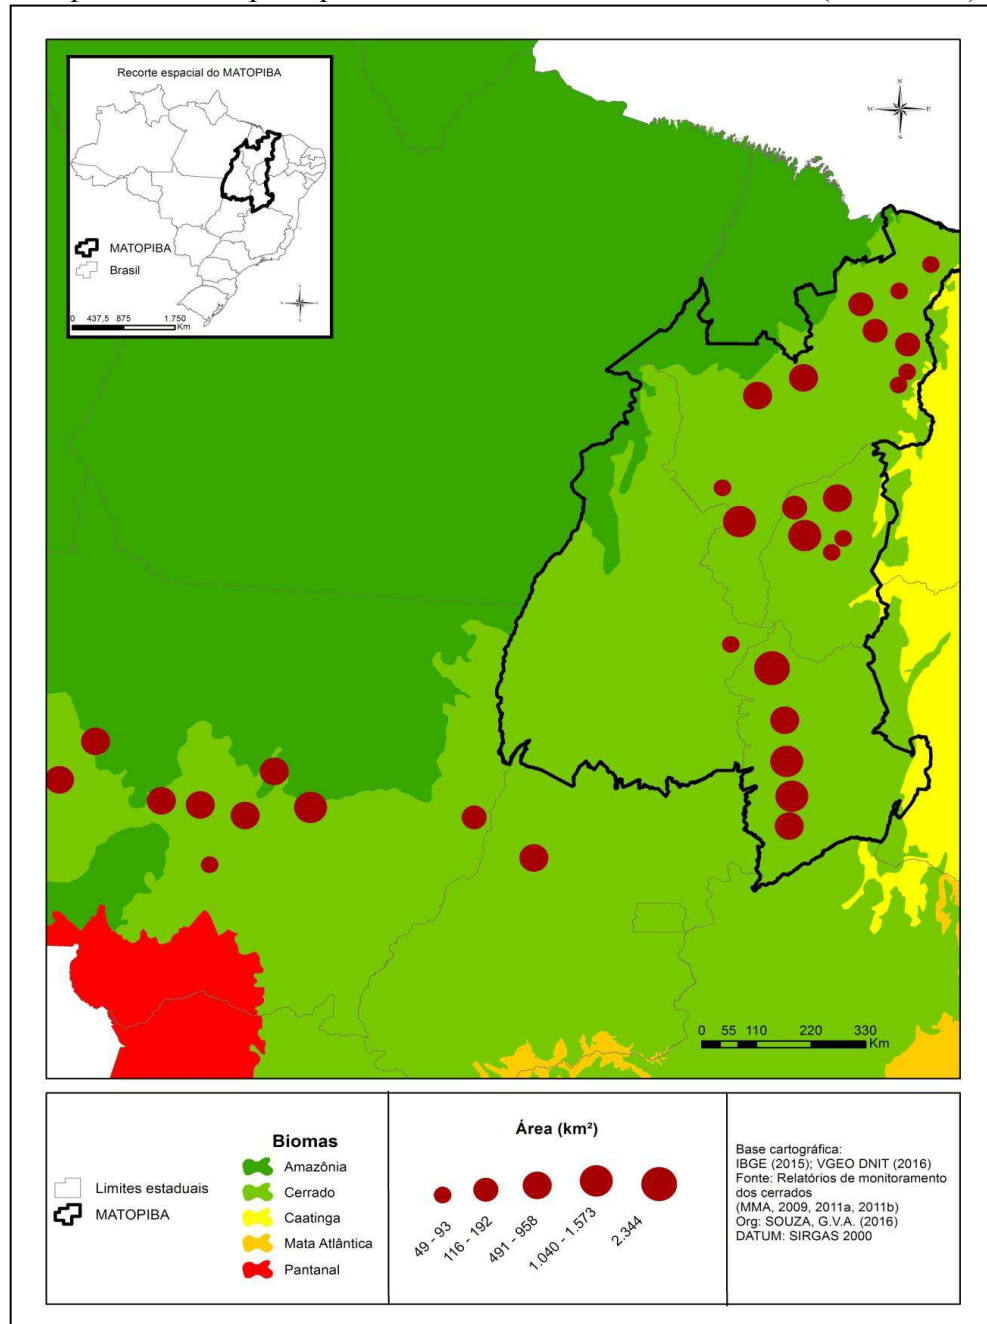 Recorte espacial do MATOPIBA
MATOPIBA
Brasil
0 437,5 875 1.750
Km
N
W E
S
0 55 110 220 330
Km
Limites estaduais
MATOPIBA
Biomas
Amazônia
Cerrado
Caatinga
Mata Atlântica
Pantanal
Área (km²)
49 - 93
116 - 192
491 - 958
1.040 - 1.573
2.344
Base cartográfica:
IBGE (2015); VGEO DNIT (2016)
Fonte: Relatórios de monitoramento
dos cerrados
(MMA, 2009, 2011a, 2011b)
Org: SOUZA, G.V.A. (2016)
DATUM: SIRGAS 2000